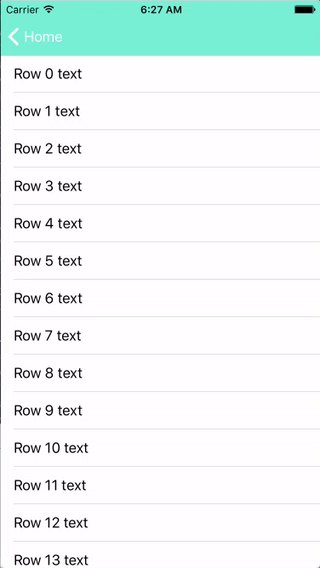 Carrier 6:27 AM
Home
Row 0 text
Row 1 text
Row 2 text
Row 3 text
Row 4 text
Row 5 text
Row 6 text
Row 7 text
Row 8 text
Row 9 text
Row 10 text
Row 11 text
Row 12 text
Row 13 text